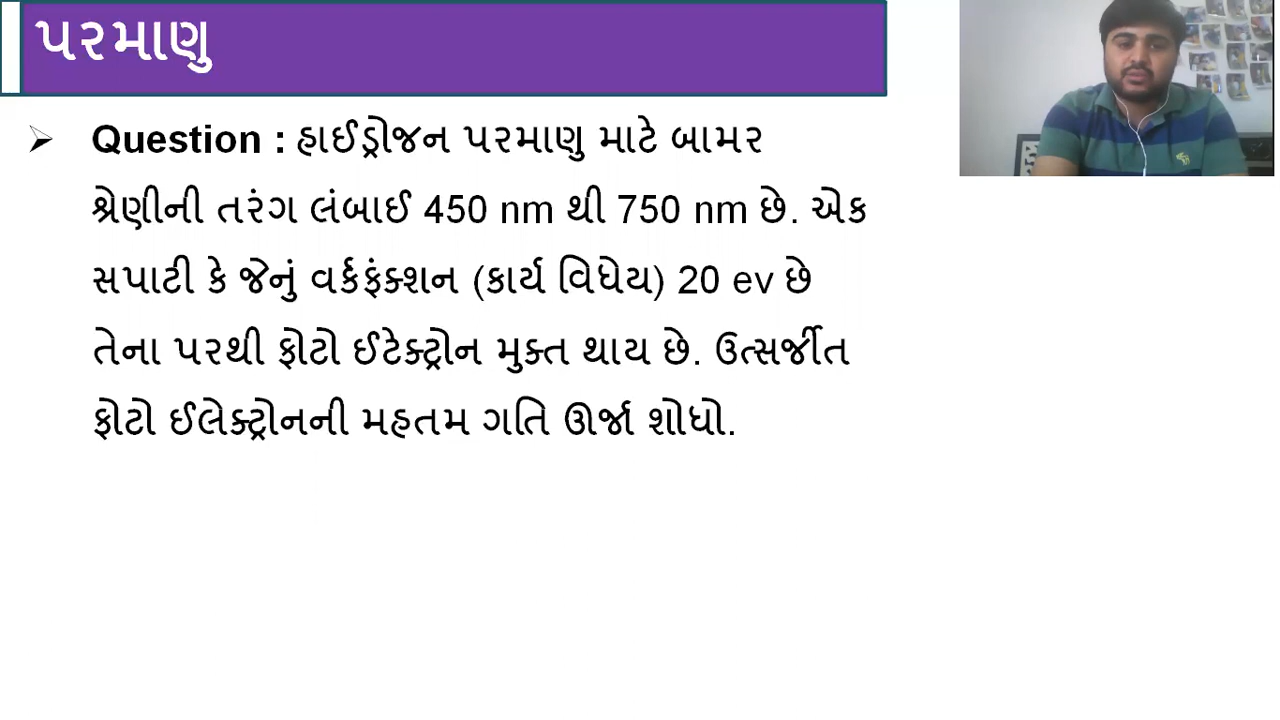 પરમાણુ
➢ Question : હાઈડ્રોજન પરમાણુ માટે બામર
શ્રેણીની તરંગ લંબાઈ 450 nm થી 750 nm છે. એક
સપાટી કે જેનું વર્કફંક્શન (કાર્ય વિધેય) 20 ev છે
તેના પરથી ફોટો ઈટેક્ટ્રોન મુક્ત થાય છે. ઉત્સર્જીત
ફોટો ઈલેક્ટ્રોનની મહતમ ગતિ ઊર્જા શોધો.